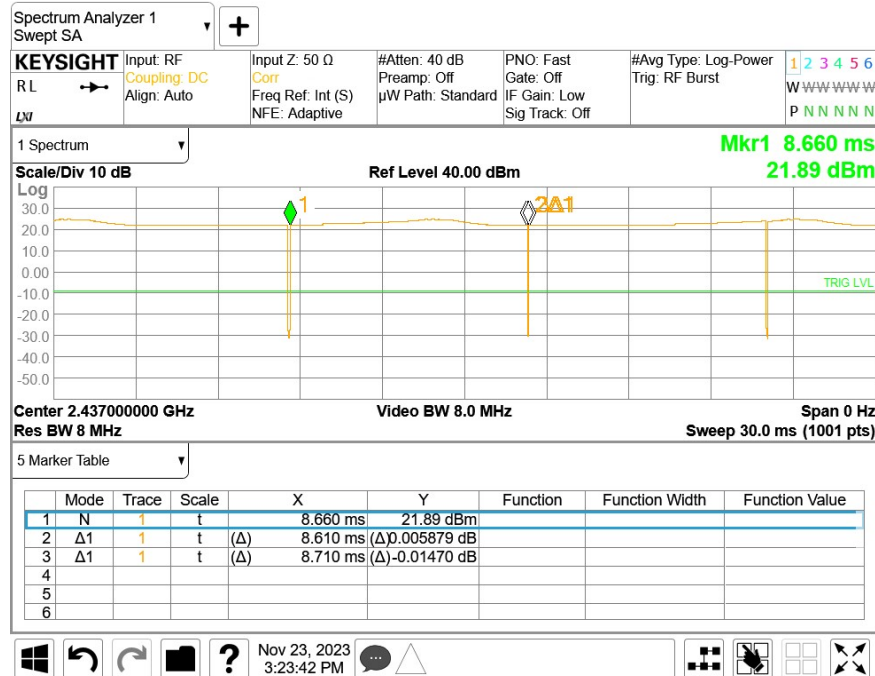 Spectrum Analyzer 1
Swept SA
+
KEYSIGHT
R L
LXI
Input: RF
Coupling: DC
Align: Auto
Input Z: 50 Ω
Corr
Freq Ref: Int (S)
NFE: Adaptive
#Atten: 40 dB
Preamp: Off
µW Path: Standard
PNO: Fast
Gate: Off
IF Gain: Low
Sig Track: Off
#Avg Type: Log-Power
Trig: RF Burst
1 2 3 4 5 6
W W W W W W
P N N N N N
1 Spectrum
Mkr1 8.660 ms
Scale/Div 10 dB
Ref Level 40.00 dBm
21.89 dBm
Log
1
2Δ1
30.0
20.0
10.0
0.00
TRIG LVL
-10.0
-20.0
-30.0
-40.0
-50.0
Center 2.437000000 GHz
Video BW 8.0 MHz
Span 0 Hz
Res BW 8 MHz
Sweep 30.0 ms (1001 pts)
5 Marker Table
Mode Trace Scale X Y Function Function Width Function Value
1 N 1 t 8.660 ms 21.89 dBm
2 Δ1 1 t (Δ) 8.610 ms (Δ)0.005879 dB
3 Δ1 1 t (Δ) 8.710 ms (Δ)-0.01470 dB
4
5
6
?
Nov 23, 2023
3:23:42 PM